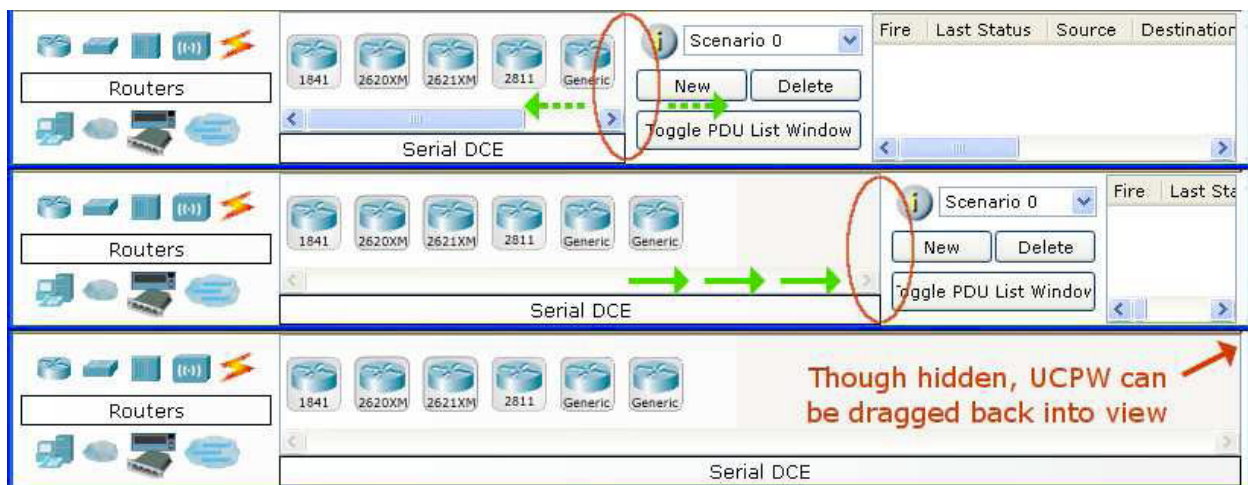 Routers
1841 2620XM 2621XM 2811 Generic
Serial DCE
i Scenario 0
New Delete
Toggle PDU List Window
Fire Last Status Source Destination
Routers
1841 2620XM 2621XM 2811 Generic Generic
Serial DCE
i Scenario 0
New Delete
Toggle PDU List Window
Fire Last Sta
Routers
1841 2620XM 2621XM 2811 Generic Generic
Serial DCE
Though hidden, UCPW can
be dragged back into view